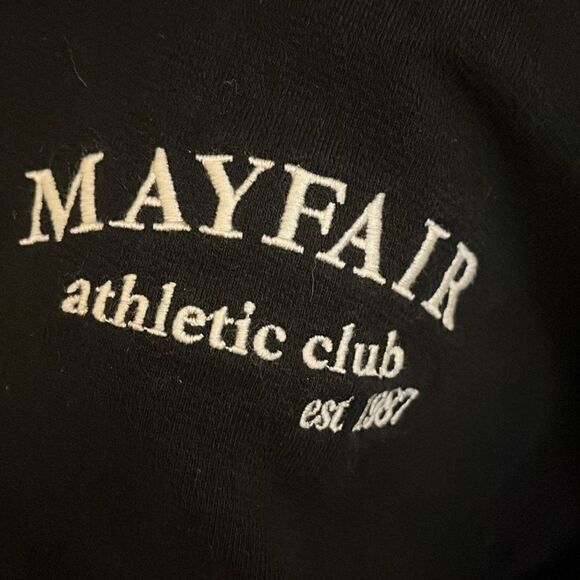 MAYFAIR
athletic club
est 1987